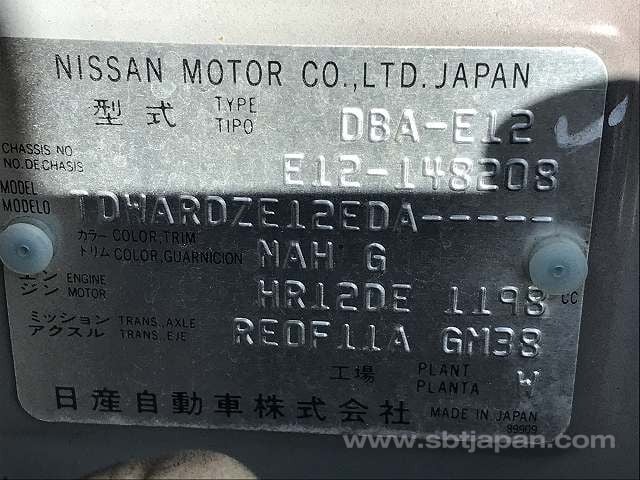 NISSAN MOTOR CO.,LTD. JAPAN
型式 TYPE TIPO DBA-E12
CHASSIS NO. NO. DE. CHASIS E12-148208
MODEL MODELO TDWARDZE12EDA-----
カラー COLOR, TRIM
トリム COLOR, GUARNICION NAH G
エンジン ENGINE MOTOR HR12DE 1198 CC
ミッション TRANS., AXLE
アクスル TRANS., EJE RE0F11A GM38
工場 PLANT PLANTA W
日産自動車株式会社 MADE IN JAPAN
89909
www.sbtjapan.com